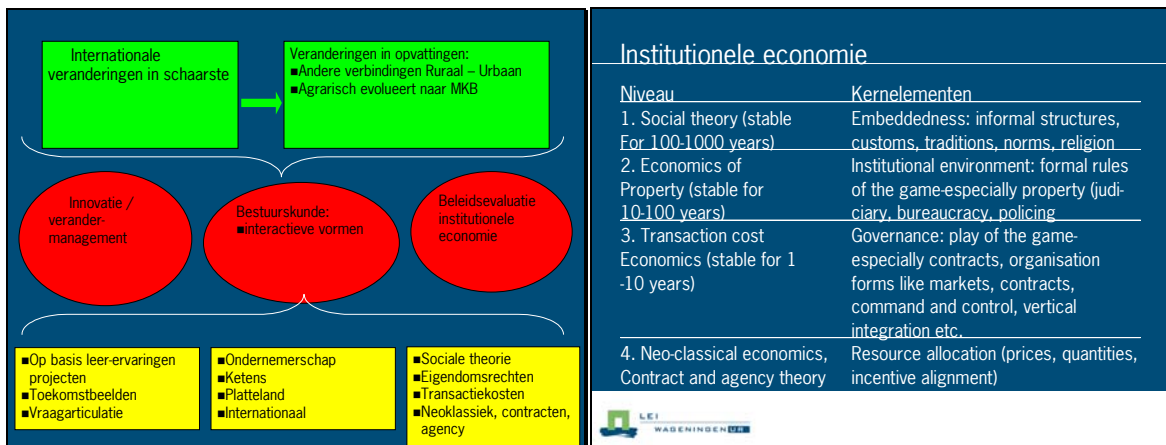 Internationale
veranderingen in schaarste
Veranderingen in opvattingen:
■Andere verbindingen Ruraal – Urbaan
■Agrarisch evolueert naar MKB
Innovatie /
verander-
management
Bestuurskunde:
■interactieve vormen
Beleidsevaluatie
institutionele
economie
■Op basis leer-ervaringen
projecten
■Toekomstbeelden
■Vraagarticulatie
■Ondernemerschap
■Ketens
■Platteland
■Internationaal
■Sociale theorie
■Eigendomsrechten
■Transactiekosten
■Neoklassiek, contracten,
agency
Institutionele economie
Niveau
Kernelementen
1. Social theory (stable
For 100-1000 years)
Embeddedness: informal structures,
customs, traditions, norms, religion
2. Economics of
Property (stable for
10-100 years)
Institutional environment: formal rules
of the game-especially property (judi-
ciary, bureaucracy, policing
3. Transaction cost
Economics (stable for 1
-10 years)
Governance: play of the game-
especially contracts, organisation
forms like markets, contracts,
command and control, vertical
integration etc.
4. Neo-classical economics,
Contract and agency theory
Resource allocation (prices, quantities,
incentive alignment)
LEI
WAGENINGEN UR